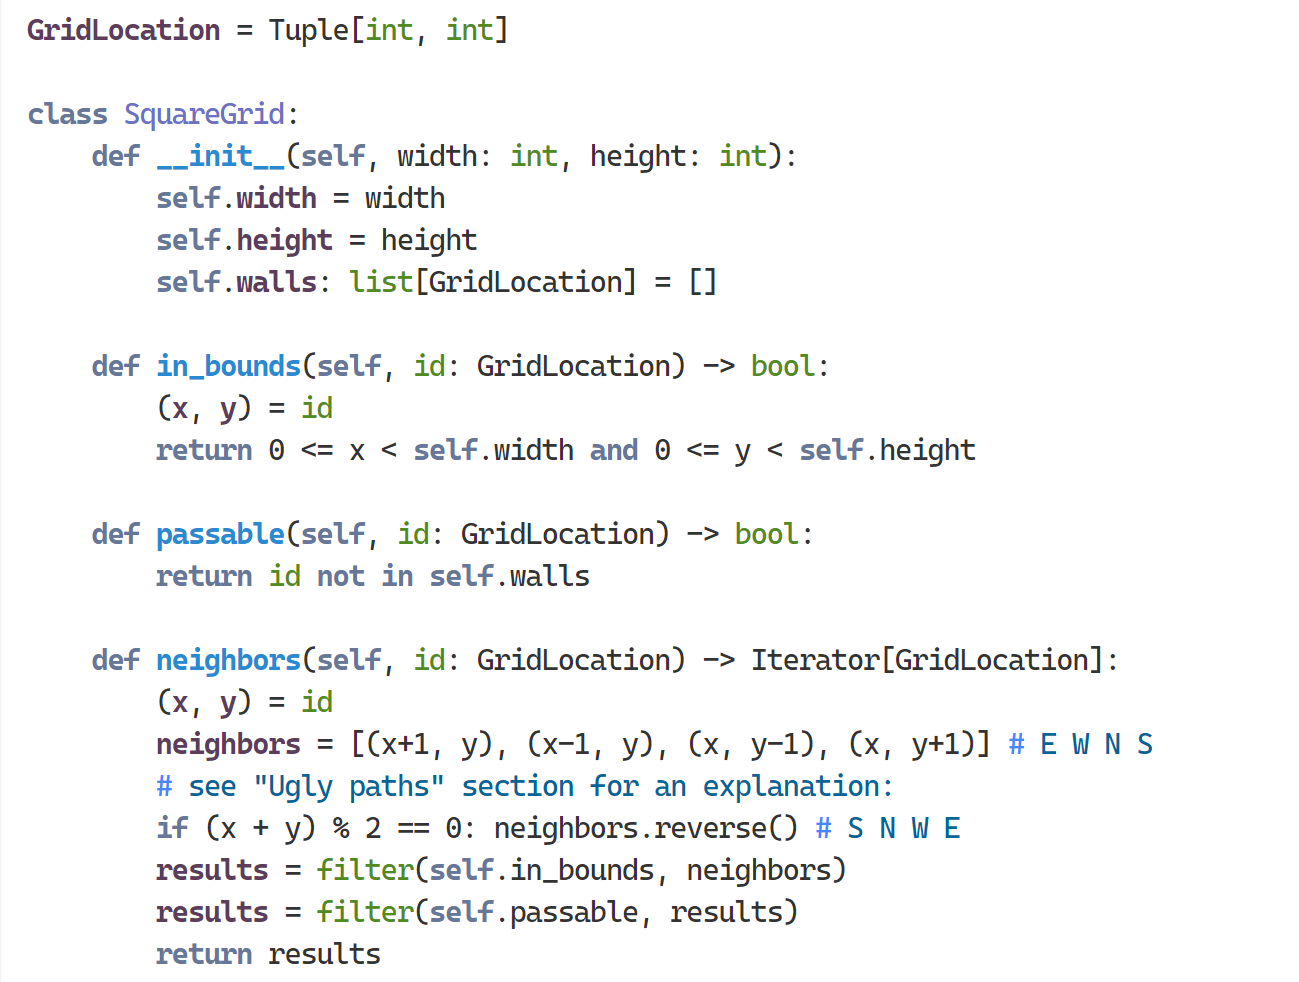 GridLocation = Tuple[int, int]

class SquareGrid:
    def __init__(self, width: int, height: int):
        self.width = width
        self.height = height
        self.walls: list[GridLocation] = []

    def in_bounds(self, id: GridLocation) -> bool:
        (x, y) = id
        return 0 <= x < self.width and 0 <= y < self.height

    def passable(self, id: GridLocation) -> bool:
        return id not in self.walls

    def neighbors(self, id: GridLocation) -> Iterator[GridLocation]:
        (x, y) = id
        neighbors = [(x+1, y), (x-1, y), (x, y-1), (x, y+1)] # E W N S
        # see "Ugly paths" section for an explanation:
        if (x + y) % 2 == 0: neighbors.reverse() # S N W E
        results = filter(self.in_bounds, neighbors)
        results = filter(self.passable, results)
        return results